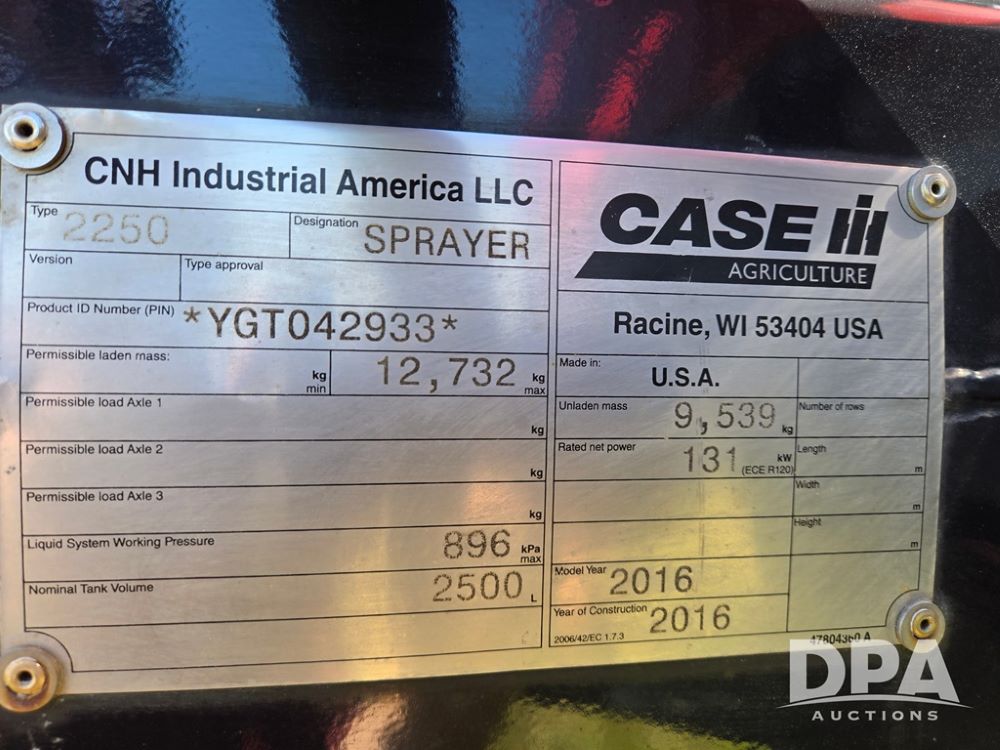 CNH Industrial America LLC
Type 2250 Designation SPRAYER
Version Type approval
Product ID Number (PIN) *YGT042933*
Permissible laden mass: kg min 12,732 kg max
Permissible load Axle 1 kg
Permissible load Axle 2 kg
Permissible load Axle 3 kg
Liquid System Working Pressure 896 kPa max
Nominal Tank Volume 2500 L
CASE IH
AGRICULTURE
Racine, WI 53404 USA
Made in: U.S.A.
Unladen mass 9,539 kg Number of rows
Rated net power 131 kW (ECE R120) Length m
Width m
Height m
Model Year 2016
Year of Construction 2016
2006/42/EC 1.7.3
DPA
AUCTIONS